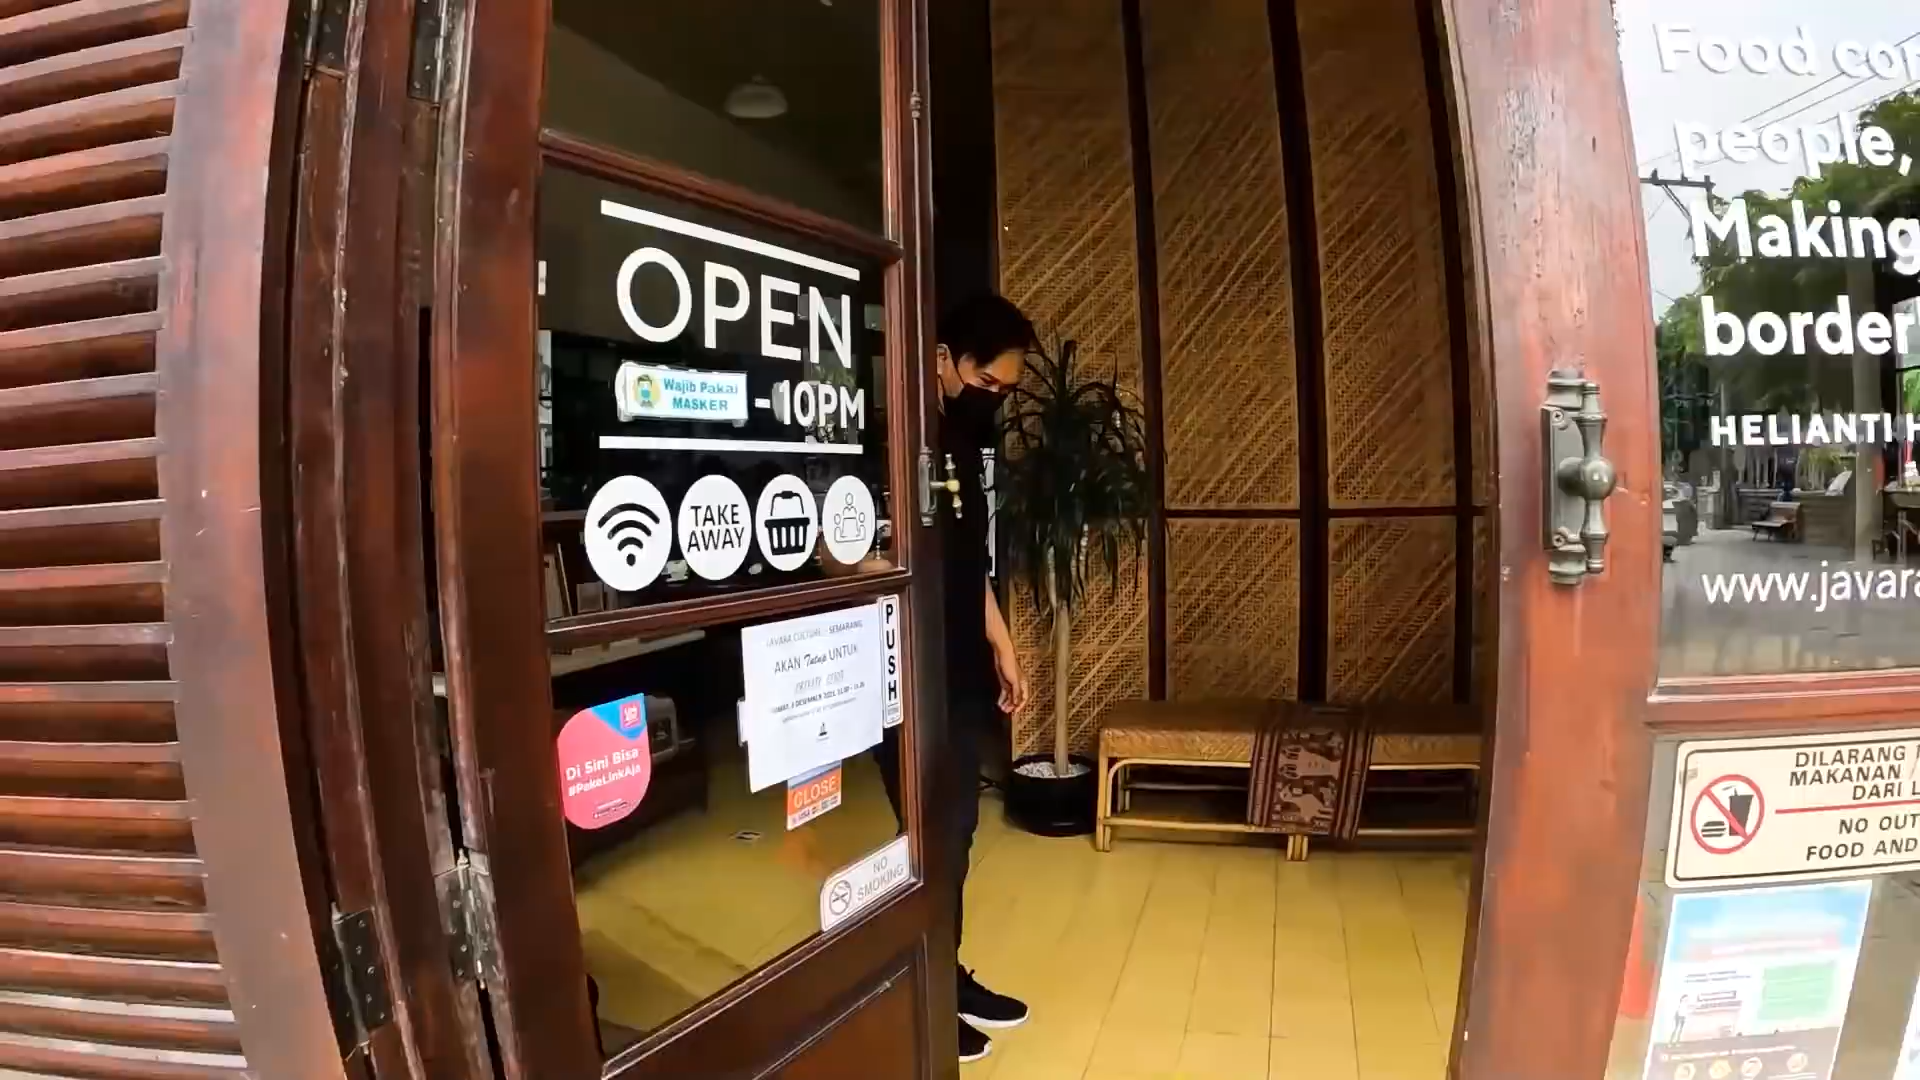 OPEN
Wajib Pakai
MASKER
-10PM
TAKE
AWAY
JAVARA CULTURE - SEMARANG
AKAN Tutup UNTUK
PUSH
Di Sini Bisa
#PakeLinkAja
CLOSE
NO
SMOKING
Food con
people,
Making
border
HELIANTI H
www.javara
DILARANG
MAKANAN
DARI L
NO OUT
FOOD AND